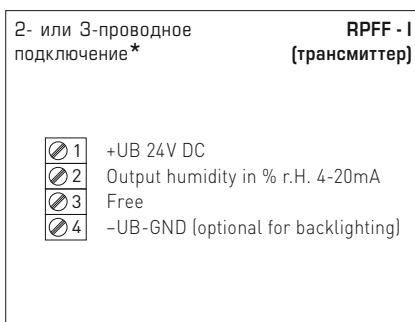 2- или 3-проводное
подключение*
RPFF - I
(трансмиттер)
1 +UB 24V DC
2 Output humidity in % r.H. 4-20mA
3 Free
4 –UB-GND (optional for backlighting)